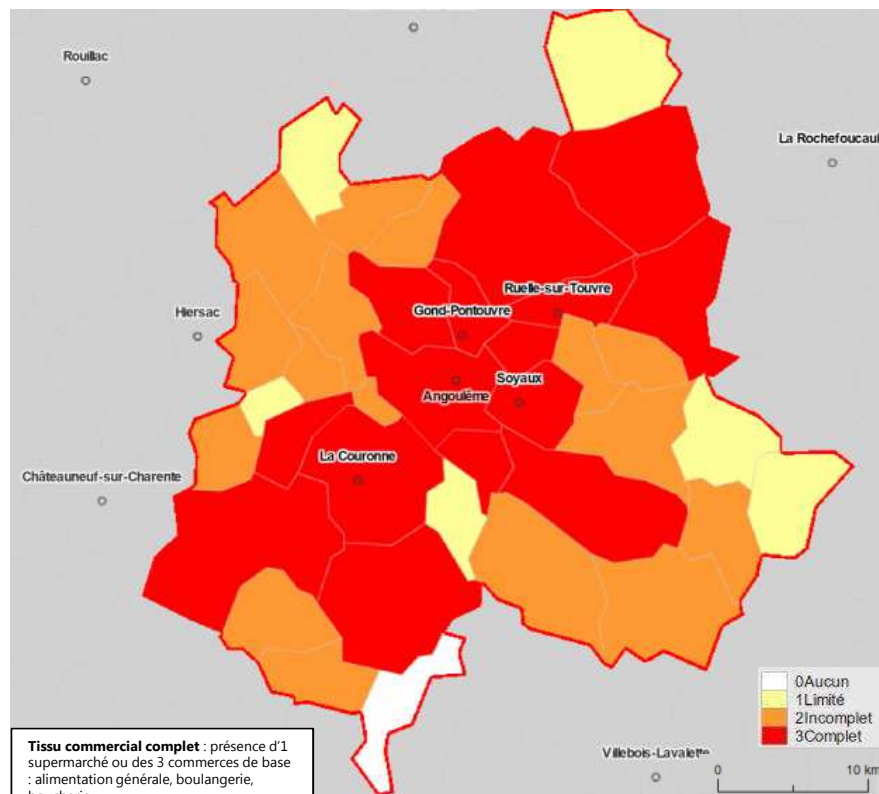 Rouillac
La Rochefoucaul
Ruelle-sur-Touvre
Hiersac
Gond-Pontouvre
Soyaux
Angoulême
La Couronne
Châteauneuf-sur-Charente
0Aucun
1Limité
2Incomplet
3Complet
Tissu commercial complet : présence d'1
supermarché ou des 3 commerces de base
: alimentation générale, boulangerie,
Villebois-Lavalette
0
10 km